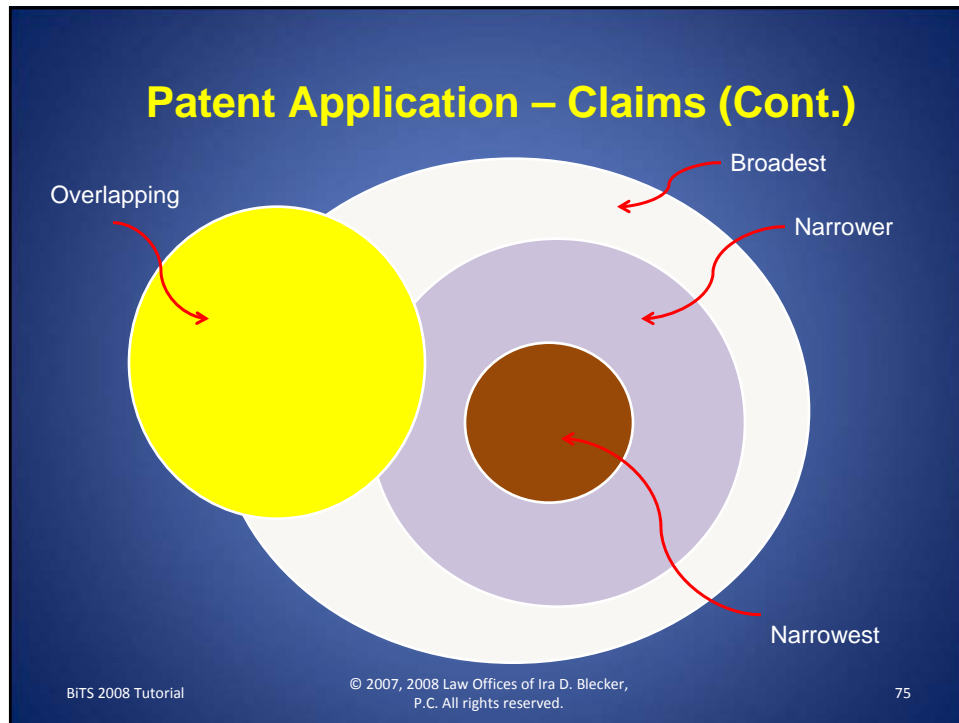 Patent Application – Claims (Cont.)
Broadest
Overlapping
Narrower
Narrowest
BiTS 2008 Tutorial
© 2007, 2008 Law Offices of Ira D. Blecker,
P.C. All rights reserved.
75